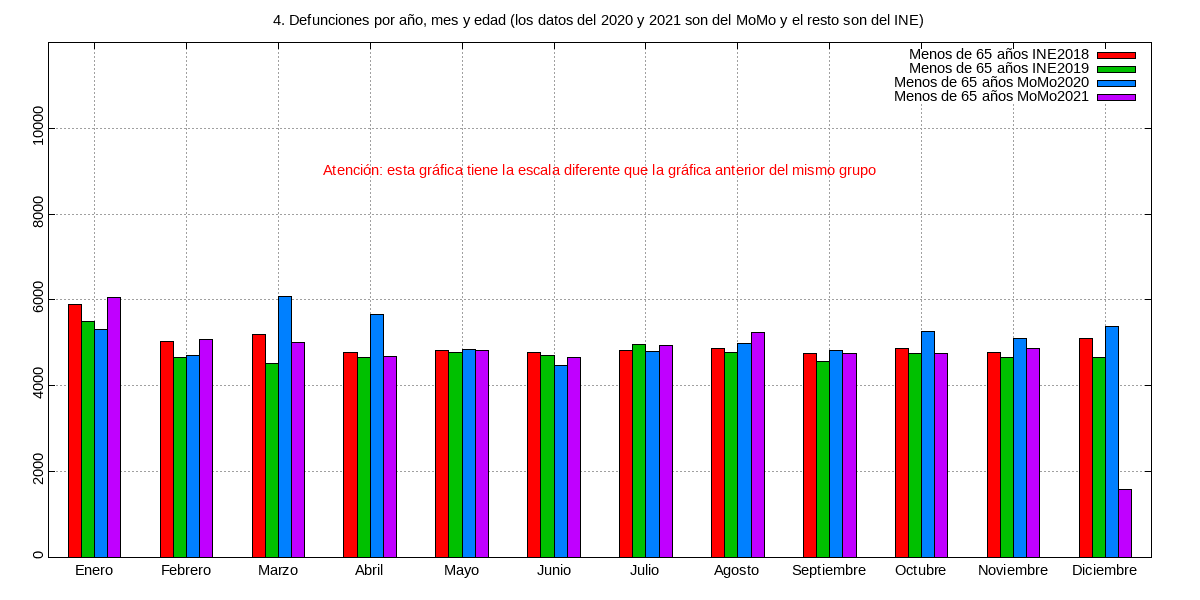 4. Defunciones por año, mes y edad (los datos del 2020 y 2021 son del MoMo y el resto son del INE)
Menos de 65 años INE2018
Menos de 65 años INE2019
Menos de 65 años MoMo2020
Menos de 65 años MoMo2021
Atención: esta gráfica tiene la escala diferente que la gráfica anterior del mismo grupo
10000
8000
6000
4000
2000
0
Enero Febrero Marzo Abril Mayo Junio Julio Agosto Septiembre Octubre Noviembre Diciembre